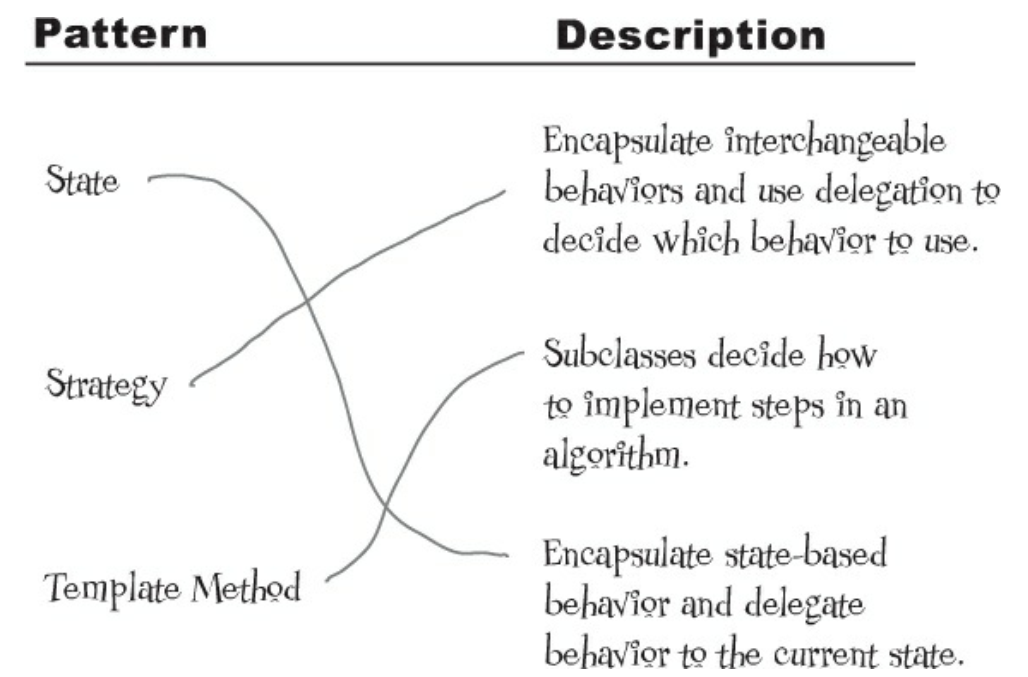 Pattern Description
State
Encapsulate interchangeable
behaviors and use delegation to
decide which behavior to use.
Strategy
Subclasses decide how
to implement steps in an
algorithm.
Template Method
Encapsulate state-based
behavior and delegate
behavior to the current state.